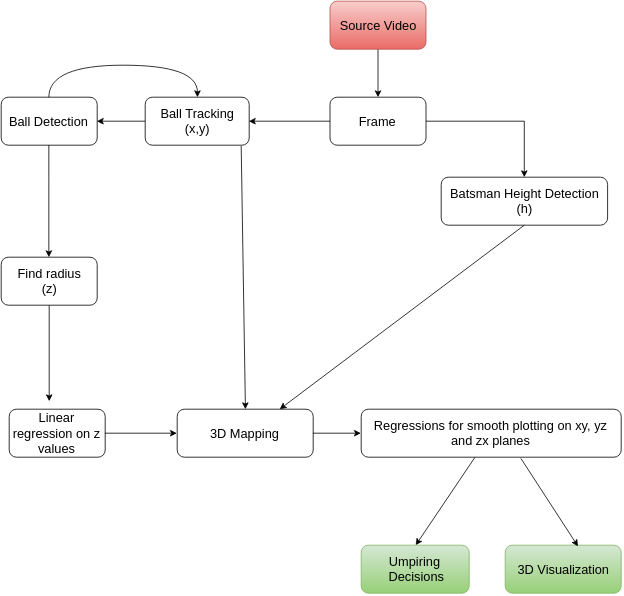 Source Video
Ball Detection
Ball Tracking
(x,y)
Frame
Batsman Height Detection
(h)
Find radius
(z)
Linear
regression on z
values
3D Mapping
Regressions for smooth plotting on xy, yz
and zx planes
Umpiring
Decisions
3D Visualization